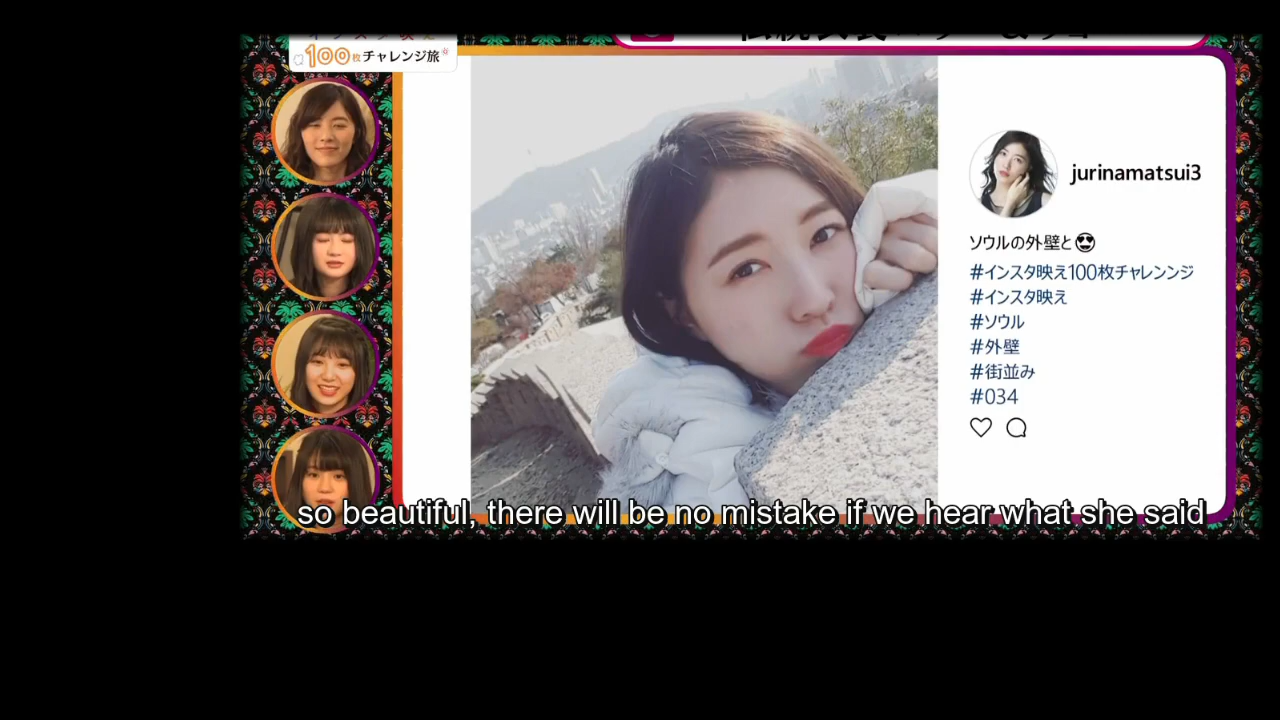 100枚チャレンジ旅
jurinamatsui3
ソウルの外壁と😍
#インスタ映え100枚チャレンンジ
#インスタ映え
#ソウル
#外壁
#街並み
#034
so beautiful, there will be no mistake if we hear what she said